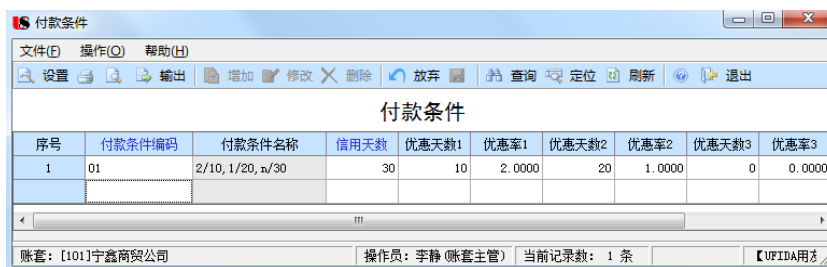 付款条件
文件(F) 操作(O) 帮助(H)
设置 输出 增加 修改 删除 放弃 查询 定位 刷新 退出
付款条件
序号 付款条件编码 付款条件名称 信用天数 优惠天数1 优惠率1 优惠天数2 优惠率2 优惠天数3 优惠率3
1 01 2/10,1/20,n/30 30 10 2.0000 20 1.0000 0 0.0000
账套: [101]宁鑫商贸公司 操作员: 李静(账套主管) 当前记录数: 1 条 【UFIDA用友